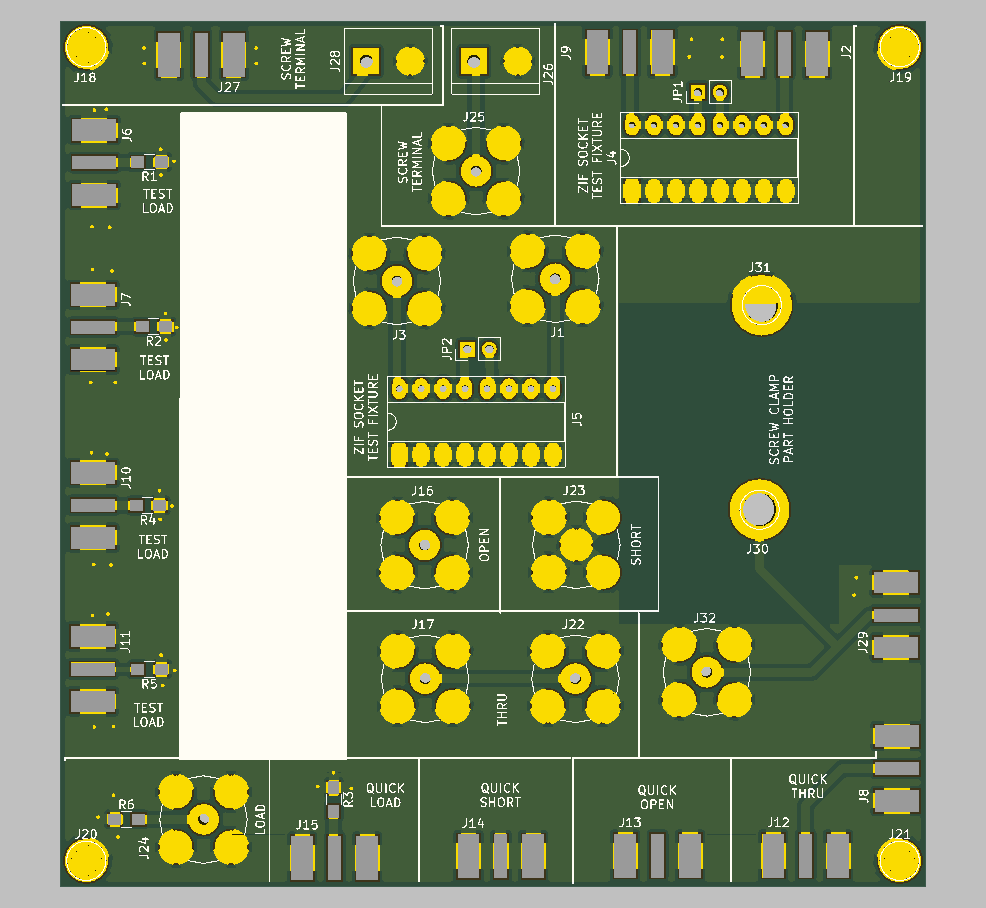 J18
J27
SCREW
TERMINAL
J28
J26
J9
J2
J19
JP1
J6
R1
TEST
LOAD
J25
SCREW
TERMINAL
ZIF SOCKET
TEST FIXTURE
J4
J7
R2
TEST
LOAD
J3
J1
J31
JP2
ZIF SOCKET
TEST FIXTURE
J5
SCREW CLAMP
PART HOLDER
J10
R4
TEST
LOAD
J16
OPEN
J23
SHORT
J30
J11
R5
TEST
LOAD
J17
J22
THRU
J32
J29
R6
J20
J24
LOAD
R3
J15
QUICK
LOAD
QUICK
SHORT
J14
QUICK
OPEN
J13
QUICK
THRU
J12
J8
J21